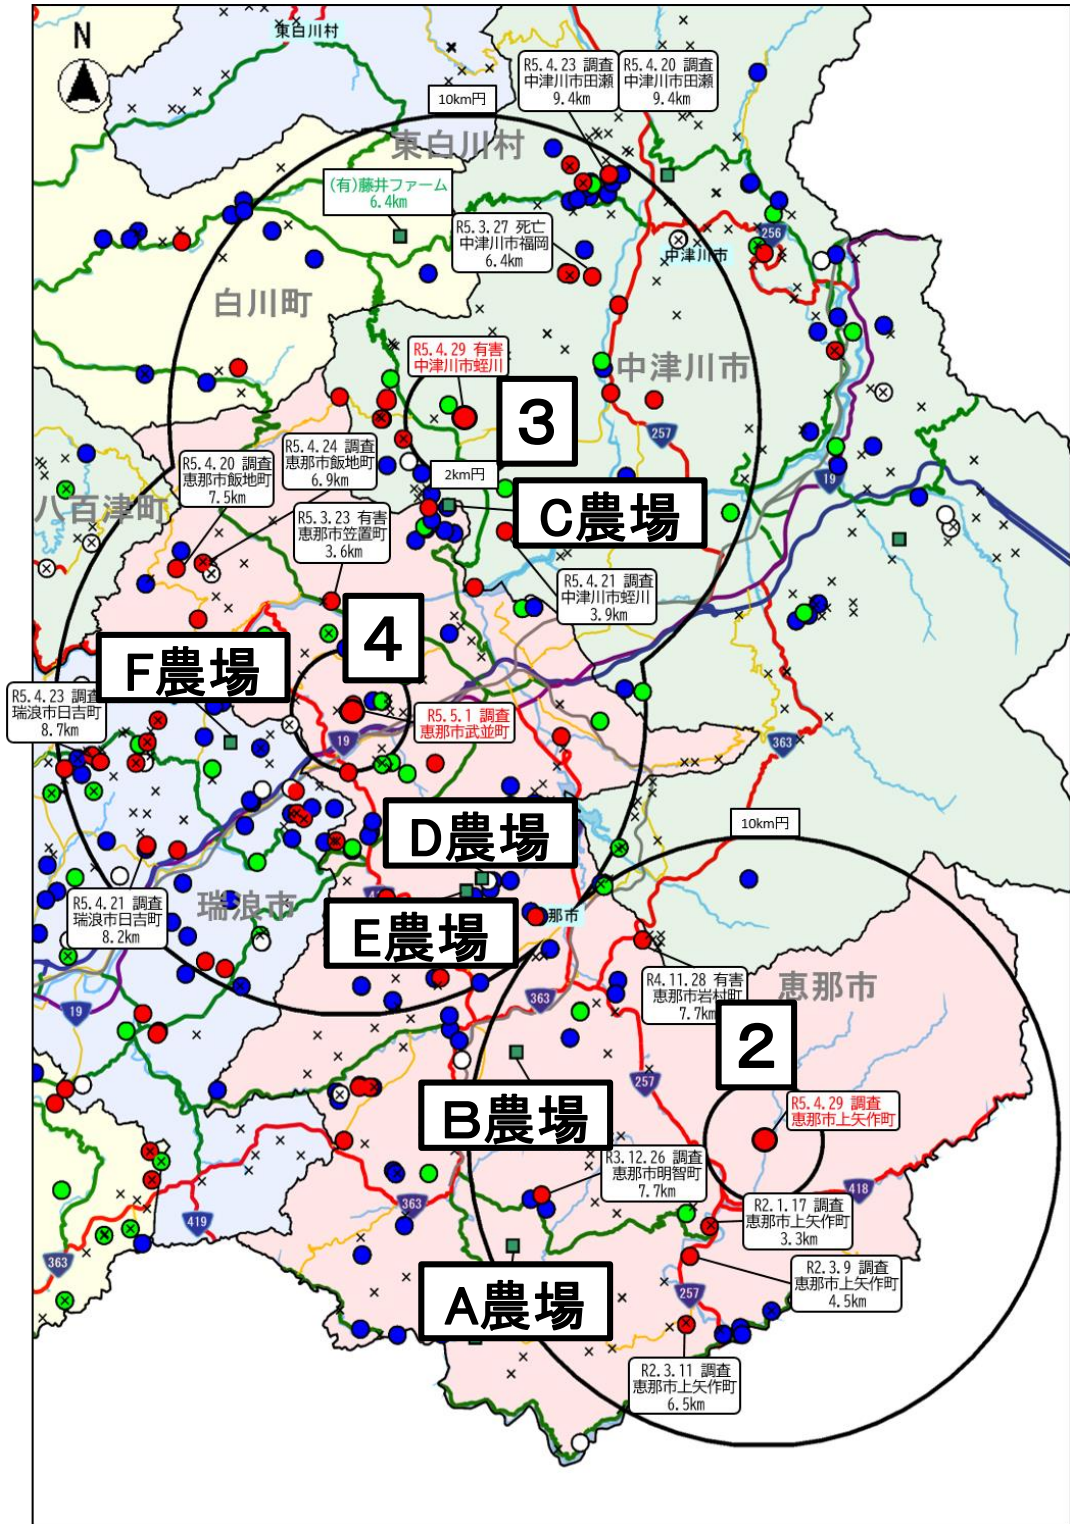 N
東白川村
10km円
R5.4.23 調査
中津川市田瀬
9.4km
R5.4.20 調査
中津川市田瀬
9.4km
東白川村
(有)藤井ファーム
6.4km
R5.3.27 死亡
中津川市福岡
6.4km
256
中津川市
白川町
R5.4.29 有害
中津川市蛭川
中津川市
3
257
R5.4.20 調査
恵那市飯地町
7.5km
R5.4.24 調査
恵那市飯地町
6.9km
2km円
19
八百津町
R5.3.23 有害
恵那市笠置町
3.6km
C農場
R5.4.21 調査
中津川市蛭川
3.9km
4
F農場
R5.4.23 調査
瑞浪市日吉町
8.7km
R5.5.1 調査
恵那市武並町
19
363
D農場
10km円
R5.4.21 調査
瑞浪市日吉町
8.2km
瑞浪市
E農場
那市
R4.11.28 有害
恵那市岩村町
7.7km
恵那市
19
363
2
257
R5.4.29 調査
恵那市上矢作町
B農場
R3.12.26 調査
恵那市明智町
7.7km
418
363
419
R2.1.17 調査
恵那市上矢作町
3.3km
363
R2.3.9 調査
恵那市上矢作町
4.5km
257
A農場
R2.3.11 調査
恵那市上矢作町
6.5km